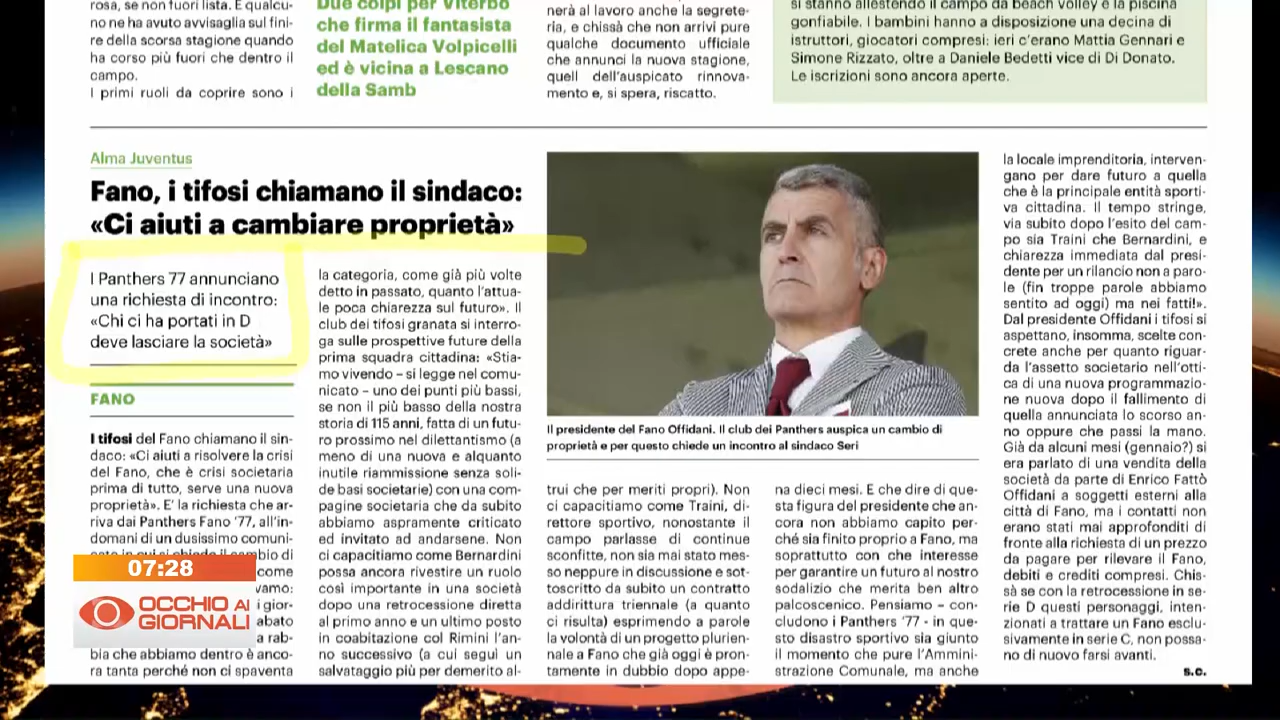 rosa, se non fuori lista. E qualcu-
no ne ha avuto avvisaglia sul fini-
re della scorsa stagione quando
ha corso più fuori che dentro il
campo.
I primi ruoli da coprire sono i
Due colpi per Viterbo
che firma il fantasista
del Matelica Volpicelli
ed è vicina a Lescano
della Samb
nerà al lavoro anche la segrete-
ria, e chissà che non arrivi pure
qualche documento ufficiale
che annunci la nuova stagione,
quell dell'auspicato rinnova-
mento e, si spera, riscatto.
si stanno allestendo il campo da beach volley e la piscina
gonfiabile. I bambini hanno a disposizione una decina di
istruttori, giocatori compresi: ieri c'erano Mattia Gennari e
Simone Rizzato, oltre a Daniele Bedetti vice di Di Donato.
Le iscrizioni sono ancora aperte.
Alma Juventus
Fano, i tifosi chiamano il sindaco:
«Ci aiuti a cambiare proprietà»
I Panthers 77 annunciano
una richiesta di incontro:
«Chi ci ha portati in D
deve lasciare la società»
FANO
I tifosi del Fano chiamano il sin-
daco: «Ci aiuti a risolvere la crisi
del Fano, che è crisi societaria
prima di tutto, serve una nuova
proprietà». E' la richiesta che ar-
riva dai Panthers Fano '77, all'in-
domani di un dusissimo comuni-
cato in cui si chiede il cambio di
come
vamo:
i gior-
abato
a rab-
bia che abbiamo dentro è anco-
ra tanta perché non ci spaventa
la categoria, come già più volte
detto in passato, quanto l'attua-
le poca chiarezza sul futuro». Il
club dei tifosi granata si interro-
ga sulle prospettive future della
prima squadra cittadina: «Stia-
mo vivendo – si legge nel comu-
nicato – uno dei punti più bassi,
se non il più basso della nostra
storia di 115 anni, fatta di un futu-
ro prossimo nel dilettantismo (a
meno di una nuova e alquanto
inutile riammissione senza soli-
de basi societarie) con una com-
pagine societaria che da subito
abbiamo aspramente criticato
ed invitato ad andarsene. Non
ci capacitiamo come Bernardini
possa ancora rivestire un ruolo
così importante in una società
dopo una retrocessione diretta
al primo anno e un ultimo posto
in coabitazione col Rimini l'an-
no successivo (a cui seguì un
salvataggio più per demerito al-
Il presidente del Fano Offidani. Il club dei Panthers auspica un cambio di
proprietà e per questo chiede un incontro al sindaco Seri
trui che per meriti propri). Non
ci capacitiamo come Traini, di-
rettore sportivo, nonostante il
campo parlasse di continue
sconfitte, non sia mai stato mes-
so neppure in discussione e sot-
toscritto da subito un contratto
addirittura triennale (a quanto
ci risulta) esprimendo a parole
la volontà di un progetto plurien-
nale a Fano che già oggi è pron-
tamente in dubbio dopo appe-
na dieci mesi. E che dire di que-
sta figura del presidente che an-
cora non abbiamo capito per-
ché sia finito proprio a Fano, ma
soprattutto con che interesse
per garantire un futuro al nostro
sodalizio che merita ben altro
palcoscenico. Pensiamo – con-
cludono i Panthers '77 - in que-
sto disastro sportivo sia giunto
il momento che pure l'Ammini-
strazione Comunale, ma anche
la locale imprenditoria, interven-
gano per dare futuro a quella
che è la principale entità sporti-
va cittadina. Il tempo stringe,
via subito dopo l'esito del cam-
po sia Traini che Bernardini, e
chiarezza immediata dal presi-
dente per un rilancio non a paro-
le (fin troppe parole abbiamo
sentito ad oggi) ma nei fatti!».
Dal presidente Offidani i tifosi si
aspettano, insomma, scelte con-
crete anche per quanto riguar-
da l'assetto societario nell'otti-
ca di una nuova programmazio-
ne nuova dopo il fallimento di
quella annunciata lo scorso an-
no oppure che passi la mano.
Già da alcuni mesi (gennaio?) si
era parlato di una vendita della
società da parte di Enrico Fattò
Offidani a soggetti esterni alla
città di Fano, ma i contatti non
erano stati mai approfonditi di
fronte alla richiesta di un prezzo
da pagare per rilevare il Fano,
debiti e crediti compresi. Chis-
sà se con la retrocessione in se-
rie D questi personaggi, inten-
zionati a trattare un Fano esclu-
sivamente in serie C, non possa-
no di nuovo farsi avanti.
s.c.
07:28
OCCHIO AI
GIORNALI